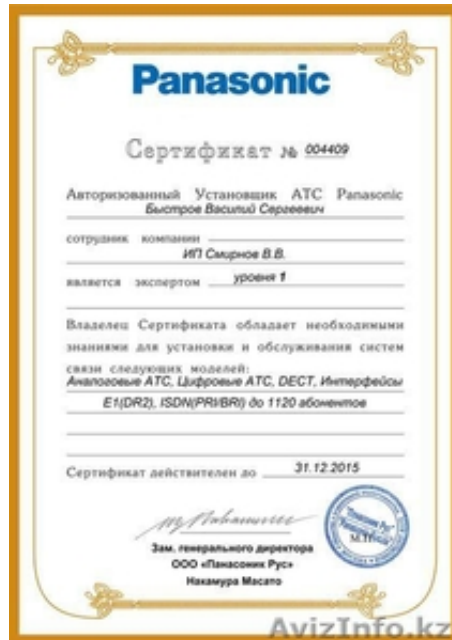 Panasonic
Сертификат № 004409
Авторизованный Установщик АТС Panasonic
Быстров Василий Сергеевич
сотрудник компании
ИП Смирнов В.В.
является экспертом уровня 1
Владелец Сертификата обладает необходимыми
знаниями для установки и обслуживания систем
связи следующих моделей:
Аналоговые АТС, Цифровые АТС, DECT, Интерфейсы
E1(DR2), ISDN(PRI/BRI) до 1120 абонентов
Сертификат действителен до 31.12.2015
М.П.
Зам. генерального директора
ООО «Панасоник Рус»
Накамура Масато
AvizInfo.kz